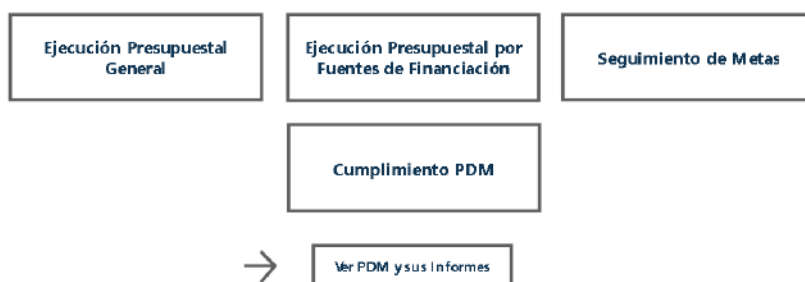 Ejecución Presupuestal
General
Ejecución Presupuestal por
Fuentes de Financiación
Seguimiento de Metas
Cumplimiento PDM
Ver PDM y sus Informes